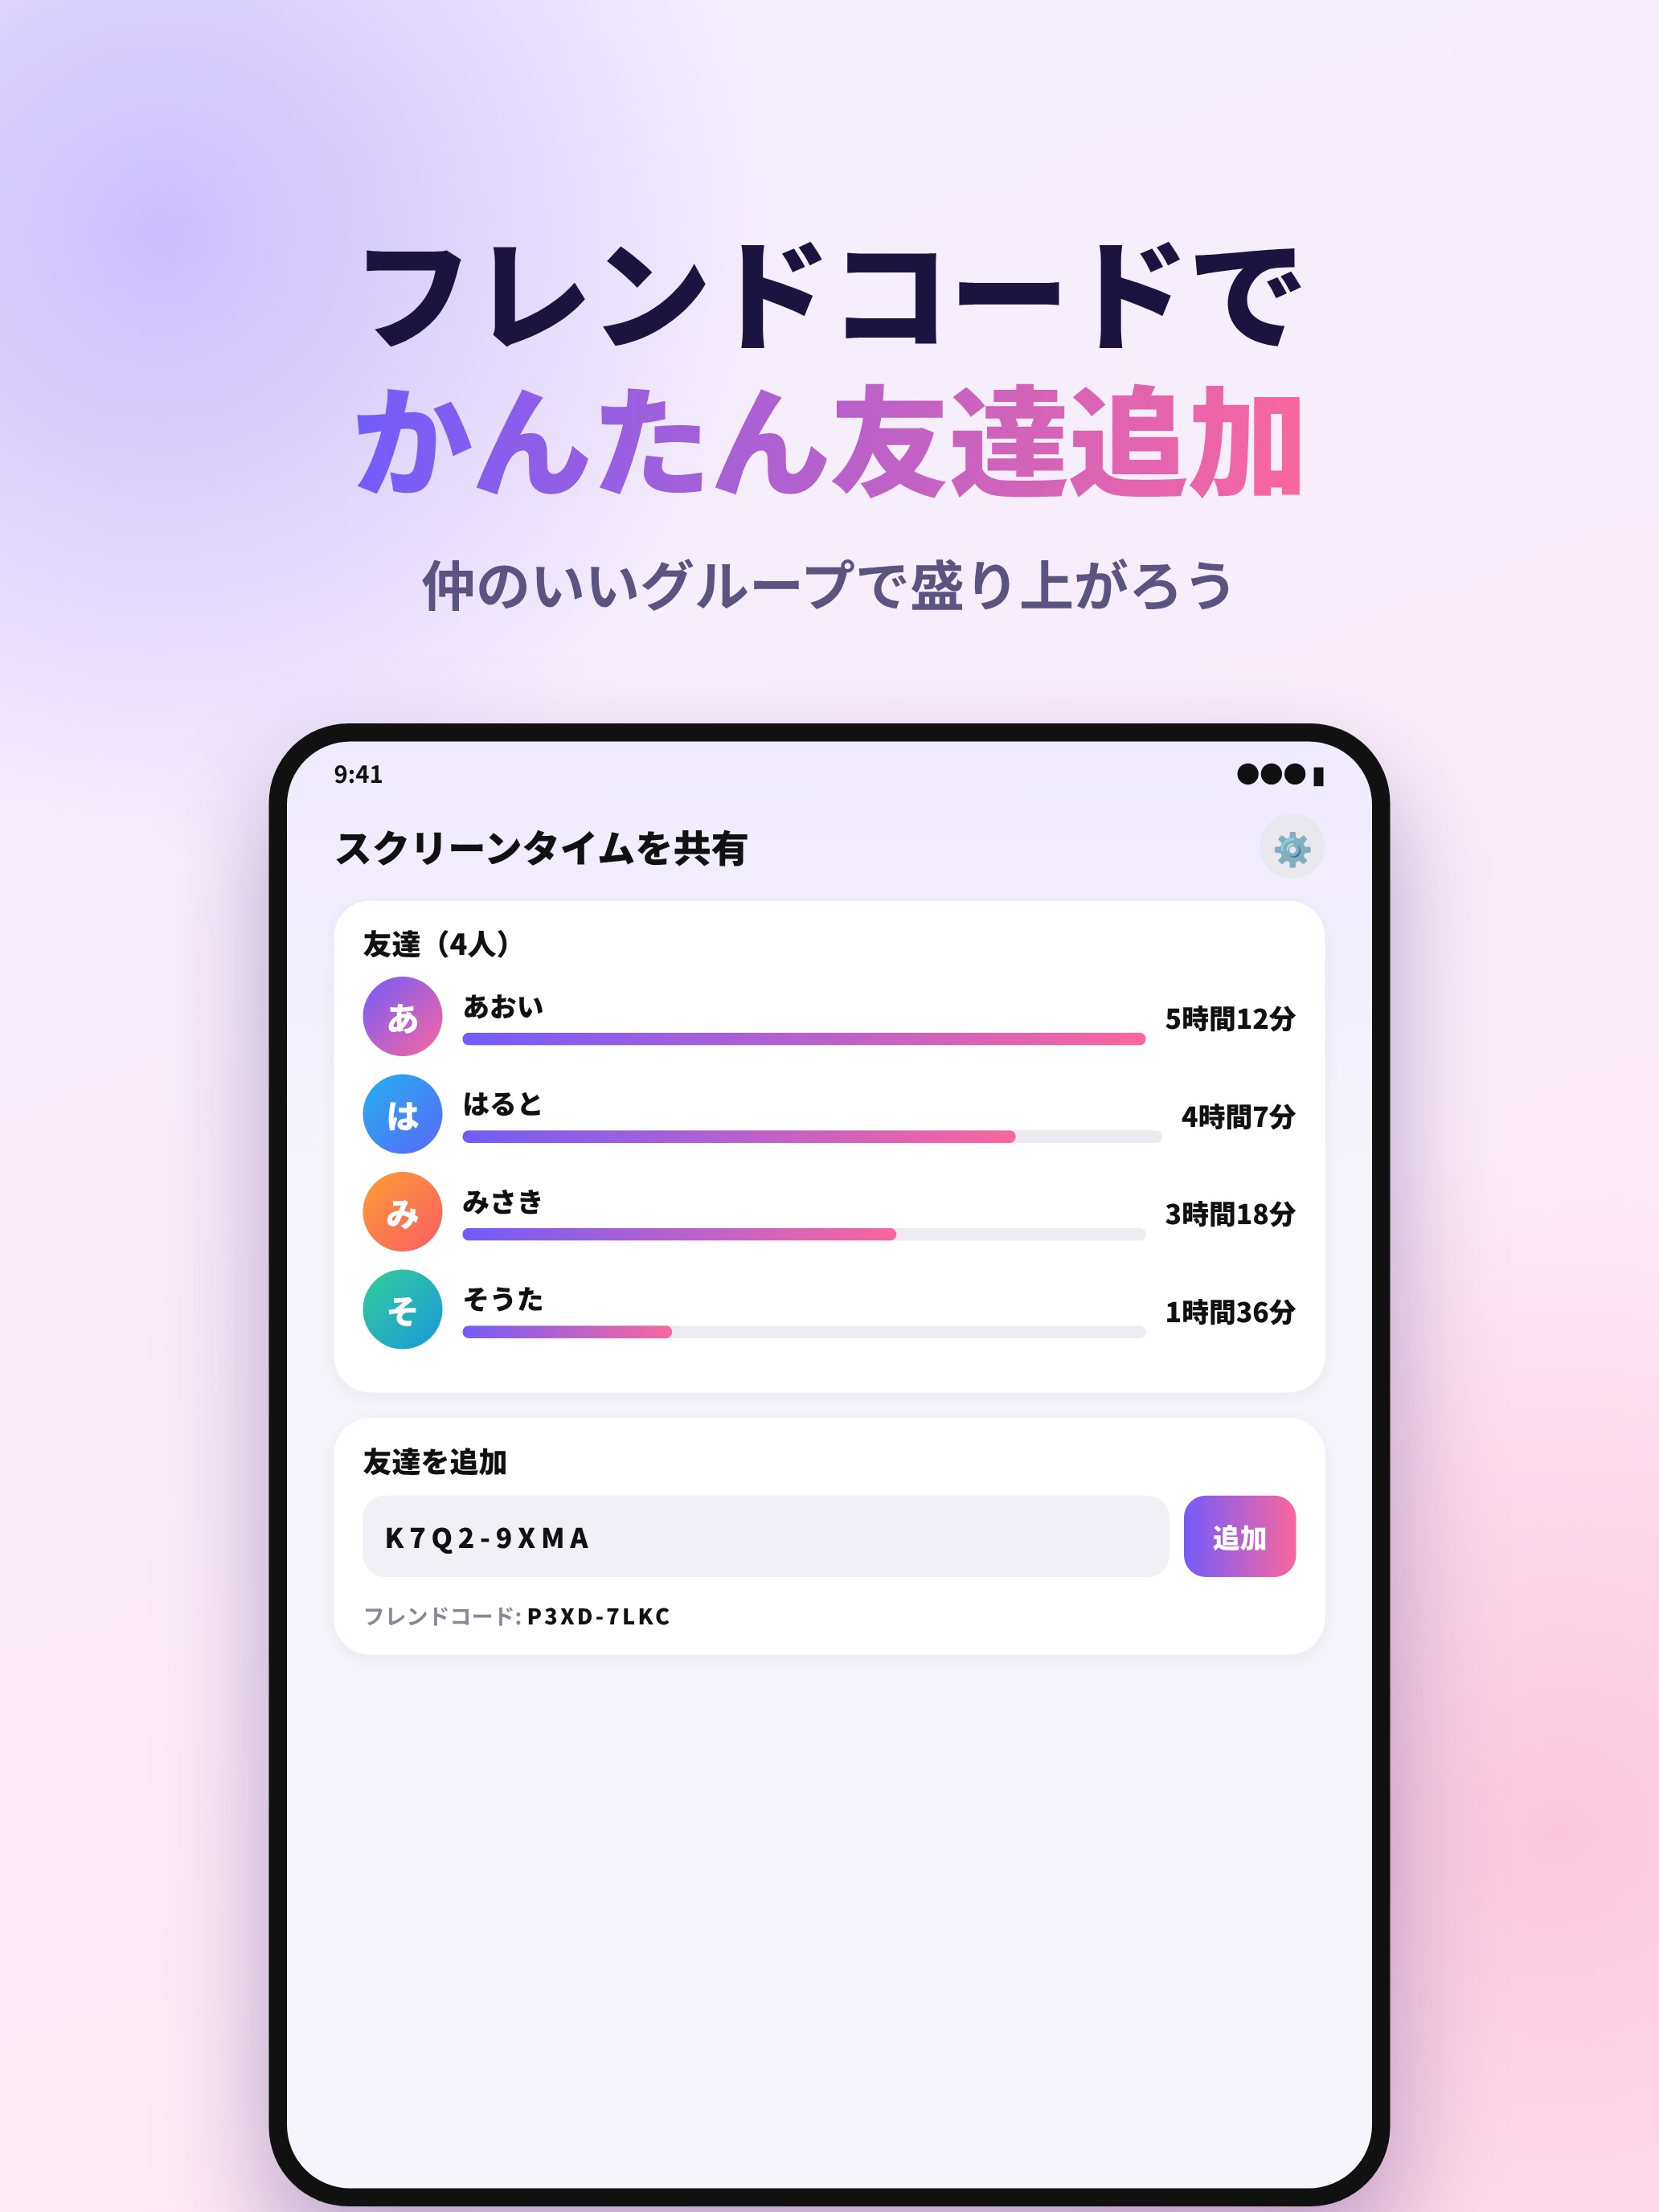 フレンドコードで
かんたん友達追加
仲のいいグループで盛り上がろう
9:41
スクリーンタイムを共有
友達（4人）
あ
あおい
5時間12分
は
はると
4時間7分
み
みさき
3時間18分
そ
そうた
1時間36分
友達を追加
K7Q2-9XMA
追加
フレンドコード: P3XD-7LKC